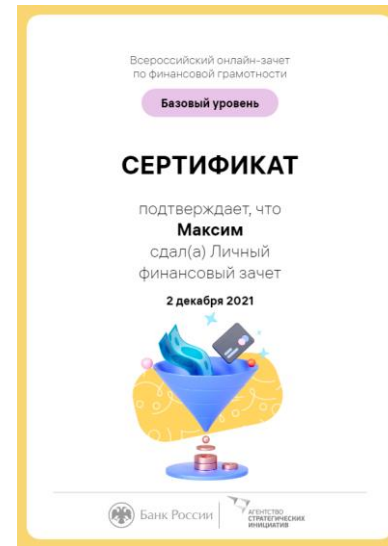 Всероссийский онлайн-зачет
по финансовой грамотности
Базовый уровень
СЕРТИФИКАТ
подтверждает, что
Максим
сдал(а) Личный
финансовый зачет
2 декабря 2021
Банк России
АГЕНТСТВО
СТРАТЕГИЧЕСКИХ
ИНИЦИАТИВ